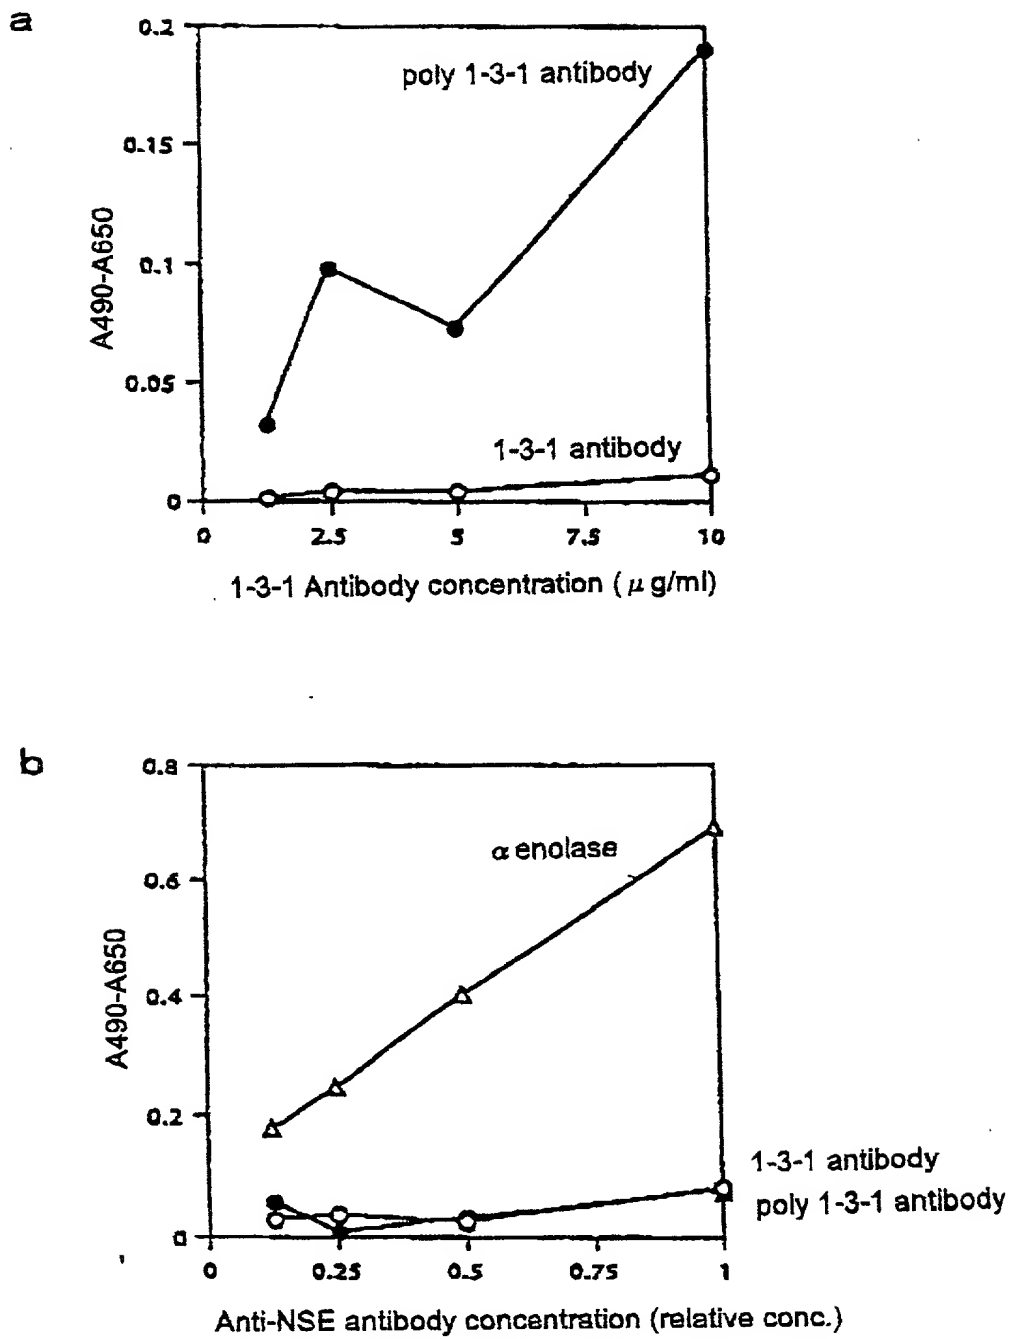 a
0.2
poly 1-3-1 antibody
0.15
0.1
0.05
0
A490-A650
1-3-1 antibody
0 2.5 5 7.5 10
1-3-1 Antibody concentration (μg/ml)
b
0.8
α enolase
0.6
0.4
0.2
0
A490-A650
1-3-1 antibody
poly 1-3-1 antibody
0 0.25 0.5 0.75 1
Anti-NSE antibody concentration (relative conc.)